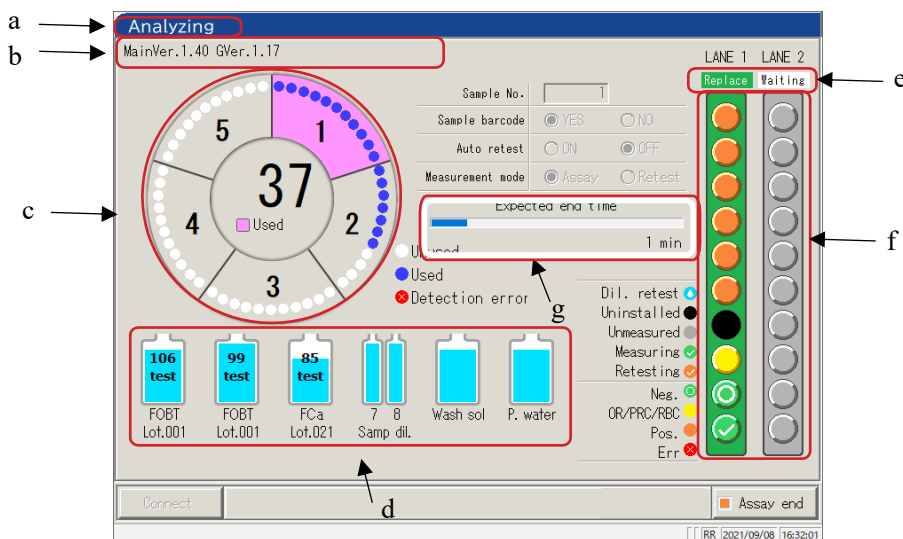 a
Analyzing
b
MainVer.1.40 GVer.1.17
LANE 1 LANE 2
Replace Waiting
e
Sample No. 1
Sample barcode YES NO
Auto retest ON OFF
Measurement mode Assay Retest
c
5 1
37
Used
4 2
3
Expected end time
1 min
f
Unused
Used
Detection error
g
Dil. retest
Uninstalled
Unmeasured
Measuring
Retesting
Neg.
OR/PRC/RBC
Pos.
Err
106 99 85
test test test
FOBT FOBT FCa 7 8 Wash sol P. water
Lot.001 Lot.001 Lot.021 Samp dil.
d
Connect
Assay end
RR 2021/09/08 16:32:01